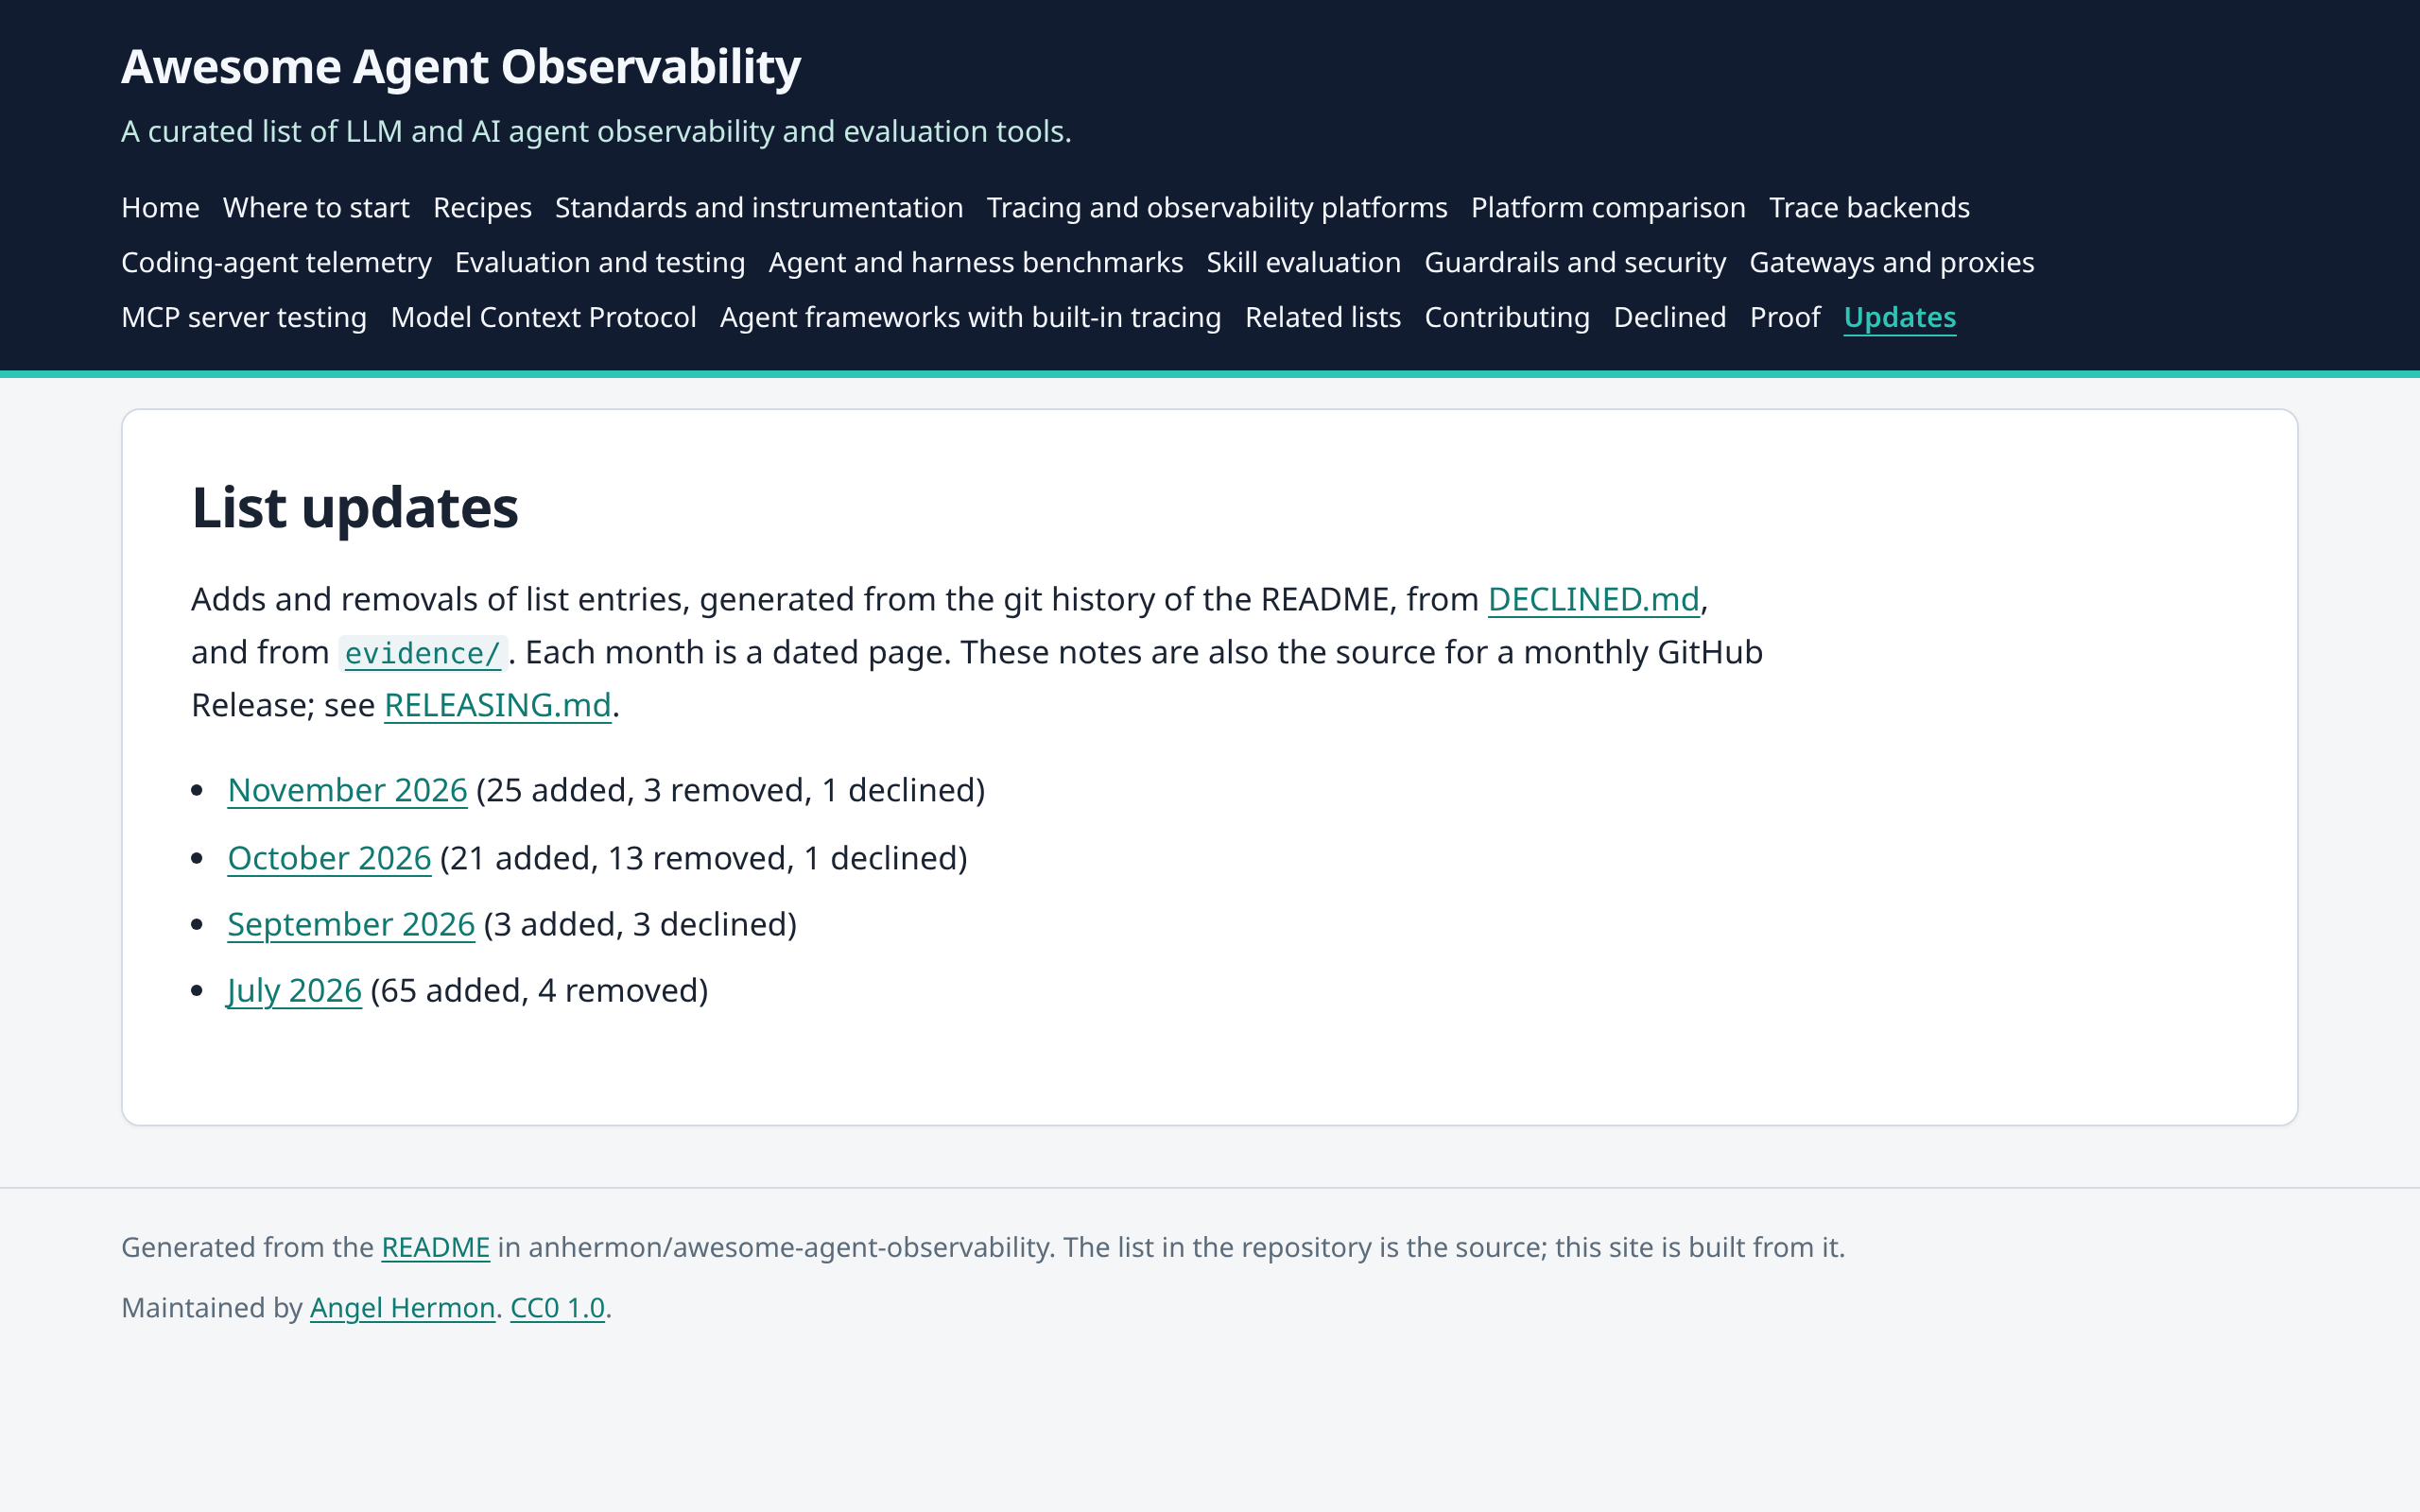 Awesome Agent Observability
A curated list of LLM and AI agent observability and evaluation tools.
Home Where to start Recipes Standards and instrumentation Tracing and observability platforms Platform comparison Trace backends
Coding-agent telemetry Evaluation and testing Agent and harness benchmarks Skill evaluation Guardrails and security Gateways and proxies
MCP server testing Model Context Protocol Agent frameworks with built-in tracing Related lists Contributing Declined Proof Updates
List updates
Adds and removals of list entries, generated from the git history of the README, from DECLINED.md,
and from evidence/. Each month is a dated page. These notes are also the source for a monthly GitHub
Release; see RELEASING.md.
• November 2026 (25 added, 3 removed, 1 declined)
• October 2026 (21 added, 13 removed, 1 declined)
• September 2026 (3 added, 3 declined)
• July 2026 (65 added, 4 removed)
Generated from the README in anhermon/awesome-agent-observability. The list in the repository is the source; this site is built from it.
Maintained by Angel Hermon. CC0 1.0.